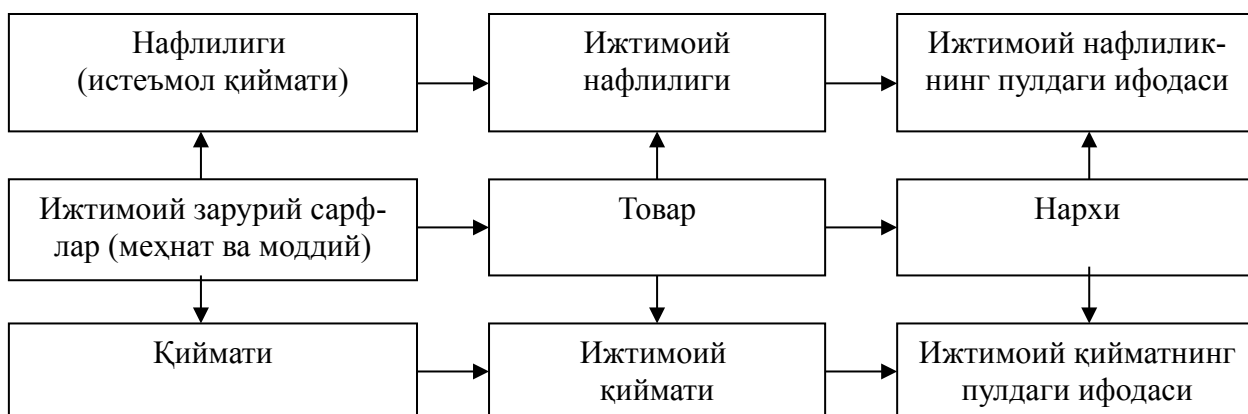 Нафлилиги
(истеъмол қиймати)
Ижтимоий
нафлилиги
Ижтимоий нафлилик-
нинг пулдаги ифодаси
Ижтимоий зарурий сарф-
лар (меҳнат ва моддий)
Товар
Нархи
Қиймати
Ижтимоий
қиймати
Ижтимоий қийматнинг
пулдаги ифодаси